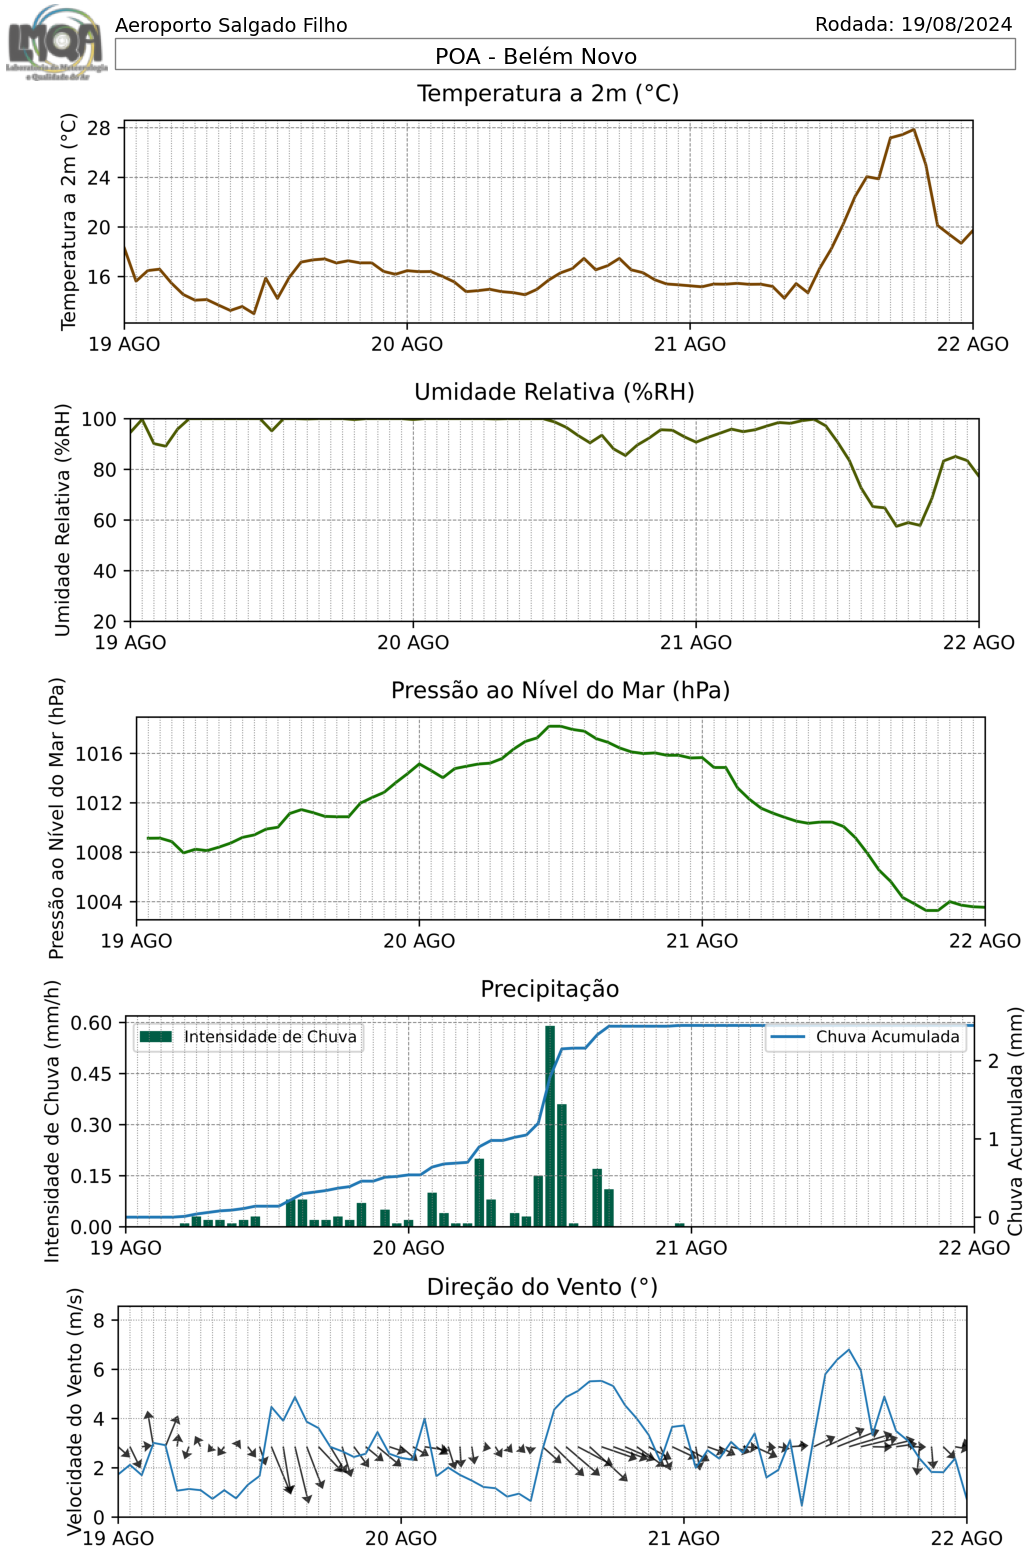 LMQA
Laboratório de Meteorologia
e Qualidade do Ar
Aeroporto Salgado Filho
Rodada: 19/08/2024
POA - Belém Novo
Temperatura a 2m (°C)
Temperatura a 2m (°C)
28
24
20
16
19 AGO
20 AGO
21 AGO
22 AGO
Umidade Relativa (%RH)
Umidade Relativa (%RH)
100
80
60
40
20
19 AGO
20 AGO
21 AGO
22 AGO
Pressão ao Nível do Mar (hPa)
Pressão ao Nível do Mar (hPa)
1016
1012
1008
1004
19 AGO
20 AGO
21 AGO
22 AGO
Precipitação
Intensidade de Chuva (mm/h)
0.60
0.45
0.30
0.15
0.00
Intensidade de Chuva
Chuva Acumulada
2
1
0
Chuva Acumulada (mm)
19 AGO
20 AGO
21 AGO
22 AGO
Direção do Vento (°)
Velocidade do Vento (m/s)
8
6
4
2
0
19 AGO
20 AGO
21 AGO
22 AGO